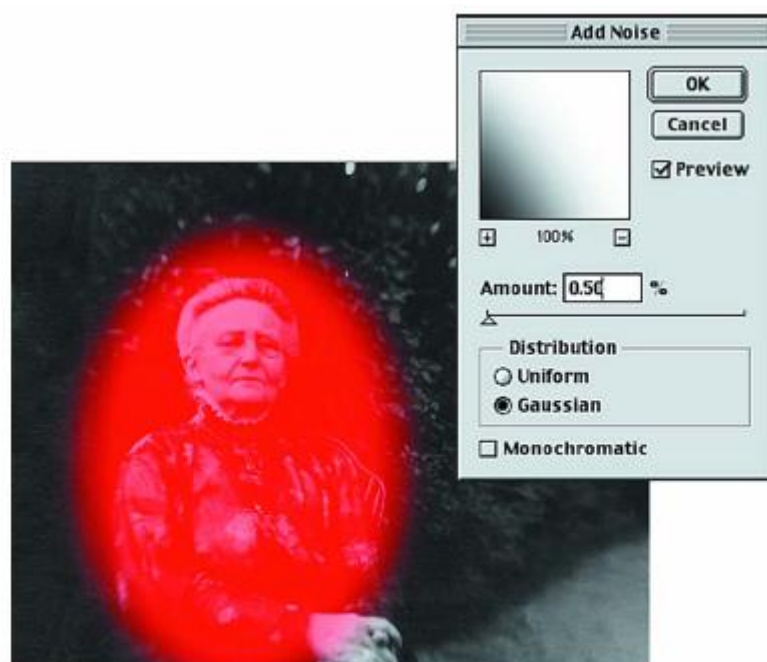 Add Noise
OK
Cancel
Preview
100%
Amount: 0.50 %
Distribution
Uniform
Gaussian
Monochromatic